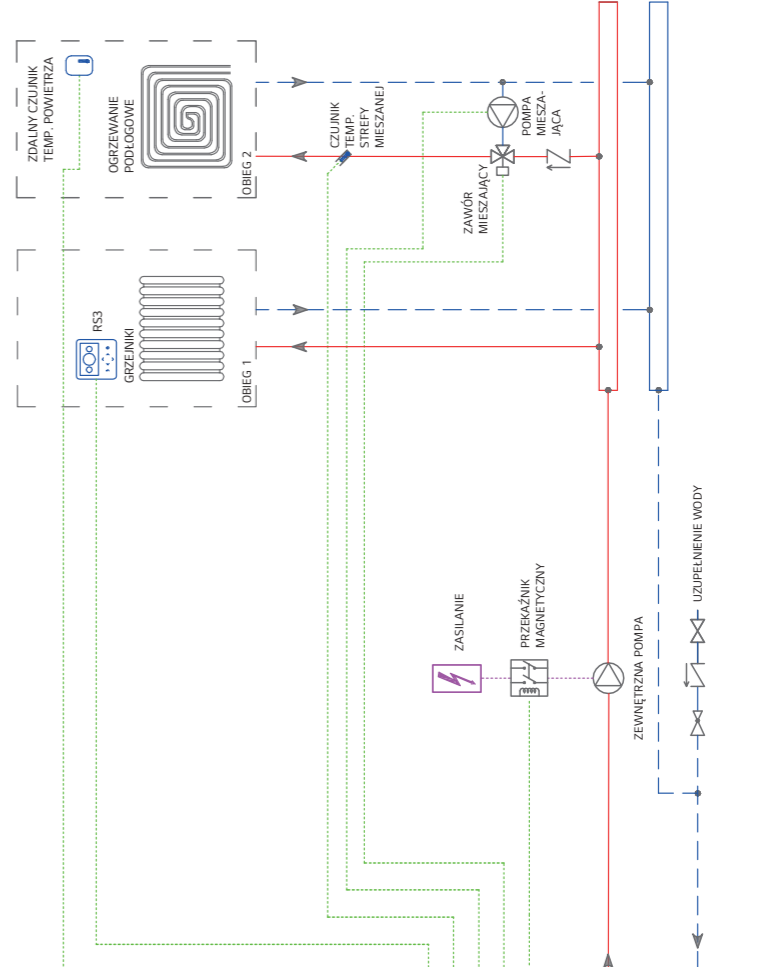 ZDALNY CZUJNIK
TEMP. POWIETRZA
OGRZEWANIE
PODŁOGOWE
OBIEG 2
CZUJNIK
TEMP.
STREFY
MIESZANEJ
POMPA
MIESZA-
JĄCA
ZAWÓR
MIESZAJĄCY
RS3
GRZEJNIKI
OBIEG 1
ZASILANIE
PRZEKAŹNIK
MAGNETYCZNY
ZEWNĘTRZNA POMPA
UZUPEŁNIENIE WODY